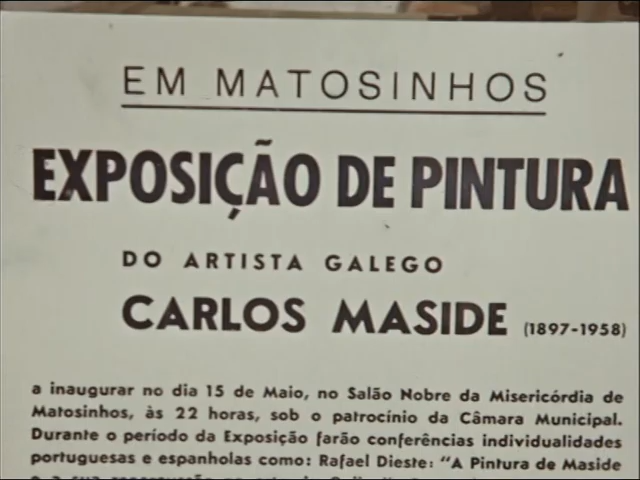 EM MATOSINHOS
EXPOSIÇÃO DE PINTURA
DO ARTISTA GALEGO
CARLOS MASIDE (1897-1958)
a inaugurar no dia 15 de Maio, no Salão Nobre da Misericórdia de
Matosinhos, às 22 horas, sob o patrocínio da Câmara Municipal.
Durante o período da Exposição farão conferências individualidades
portuguesas e espanholas como: Rafael Dieste: "A Pintura de Maside
e a sua